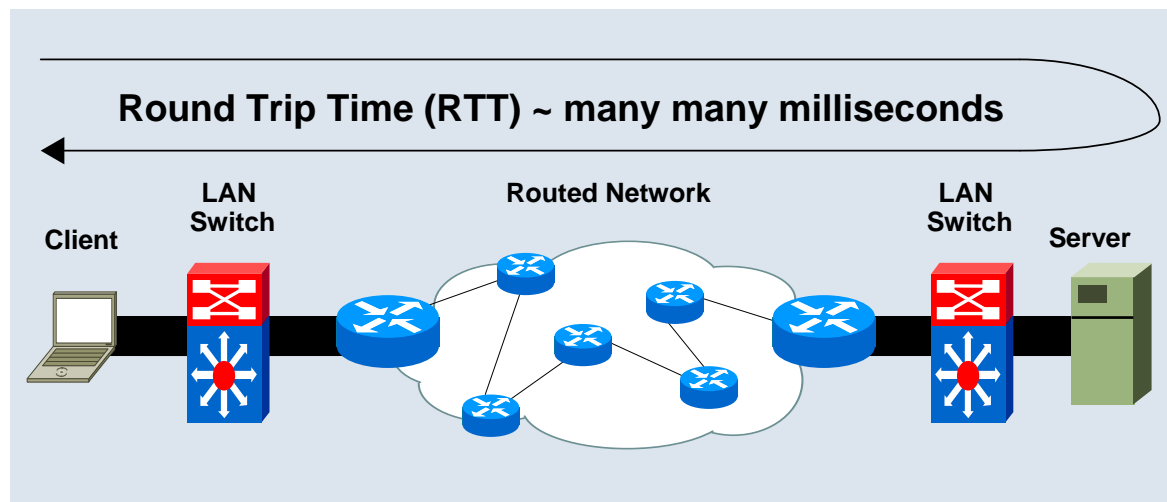 Round Trip Time (RTT) ~ many many milliseconds
LAN
Switch
Routed Network
LAN
Switch
Client
Server